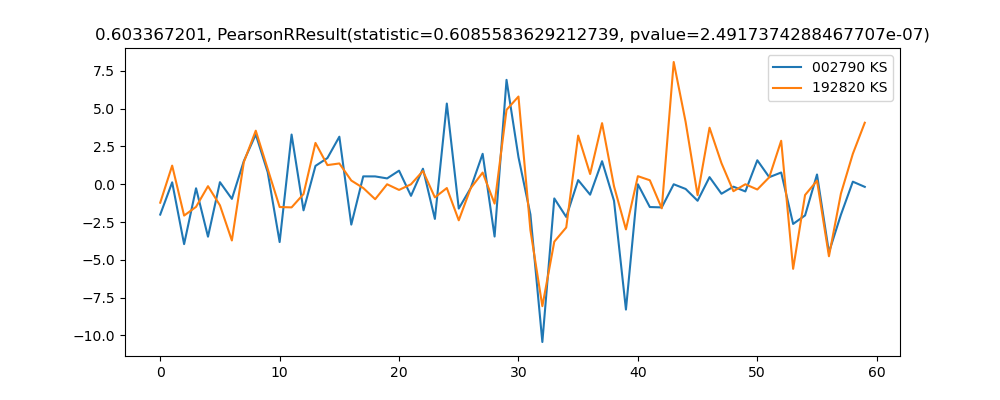 0.603367201, PearsonRResult(statistic=0.6085583629212739, pvalue=2.4917374288467707e-07)
002790 KS
192820 KS
7.5
5.0
2.5
0.0
−2.5
−5.0
−7.5
−10.0
0 10 20 30 40 50 60